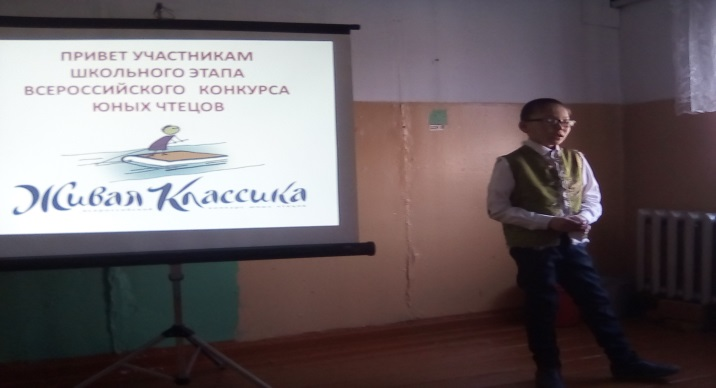 ПРИВЕТ УЧАСТНИКАМ
ШКОЛЬНОГО ЭТАПА
ВСЕРОССИЙСКОГО КОНКУРСА
ЮНЫХ ЧТЕЦОВ
Живая Классика